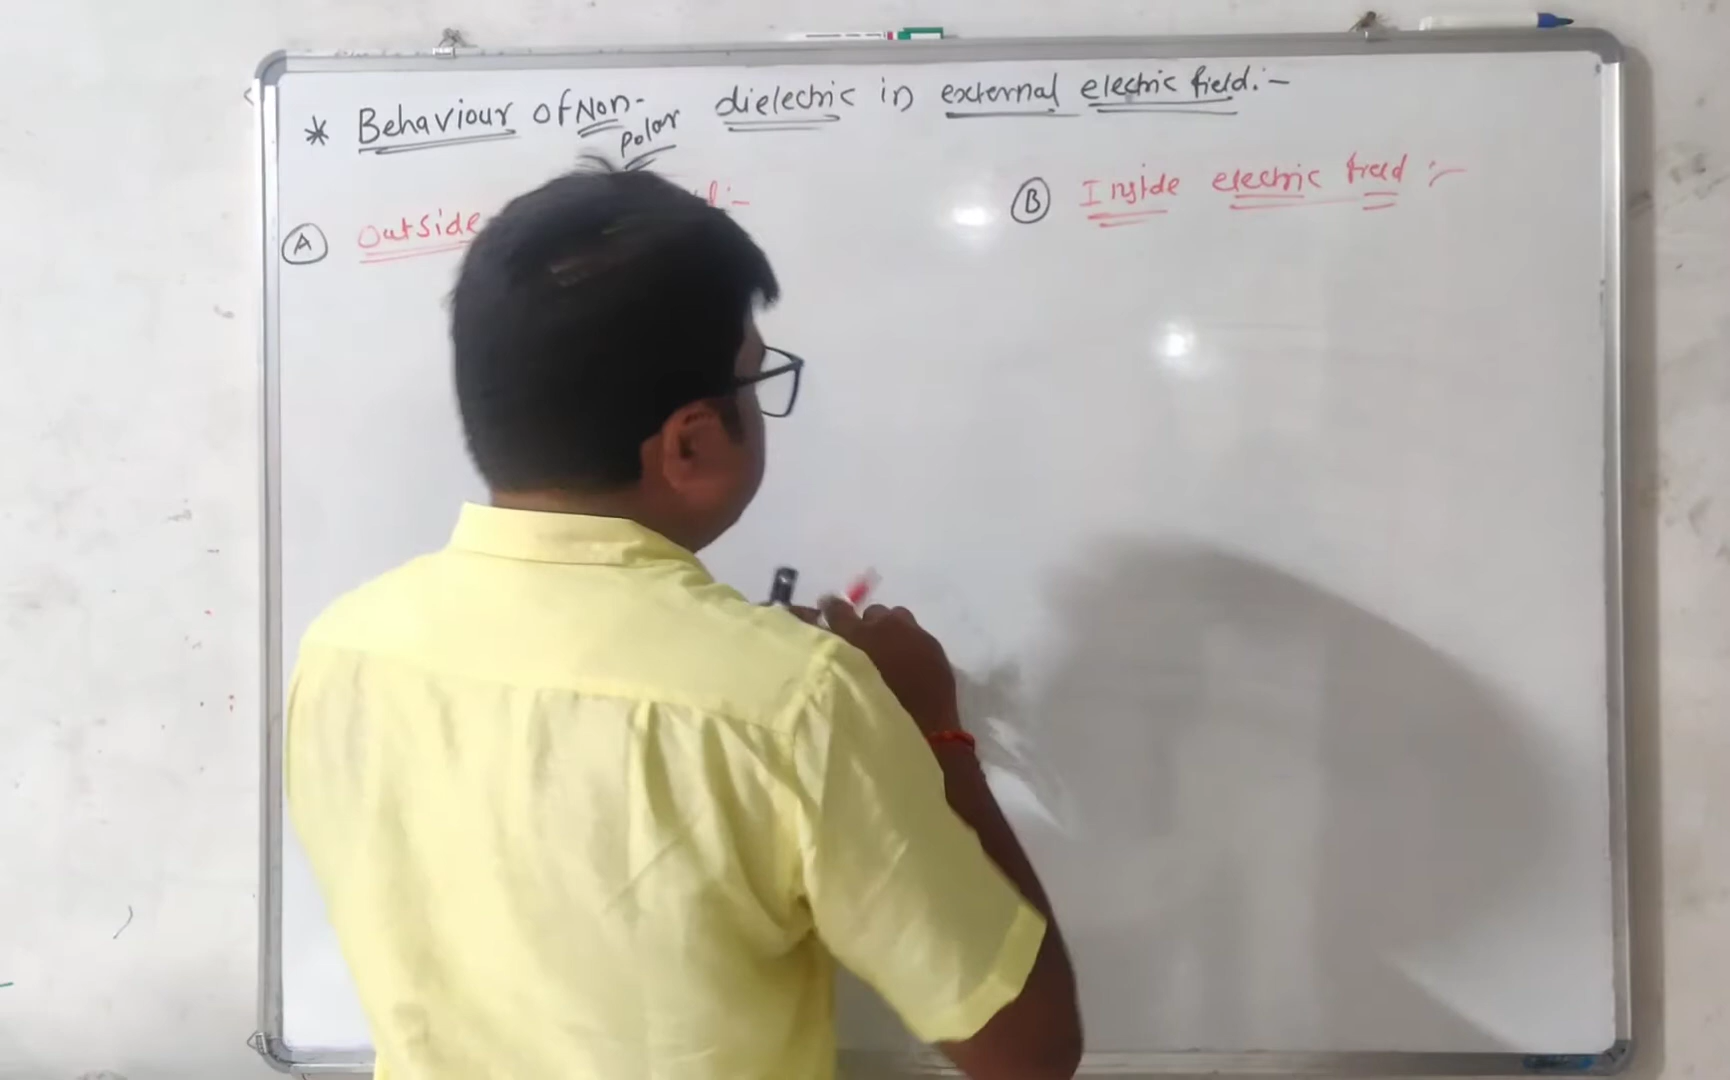 * Behaviour of Non-polar dielectric in external electric field :-
(A) Outside
(B) Inside electric field :-